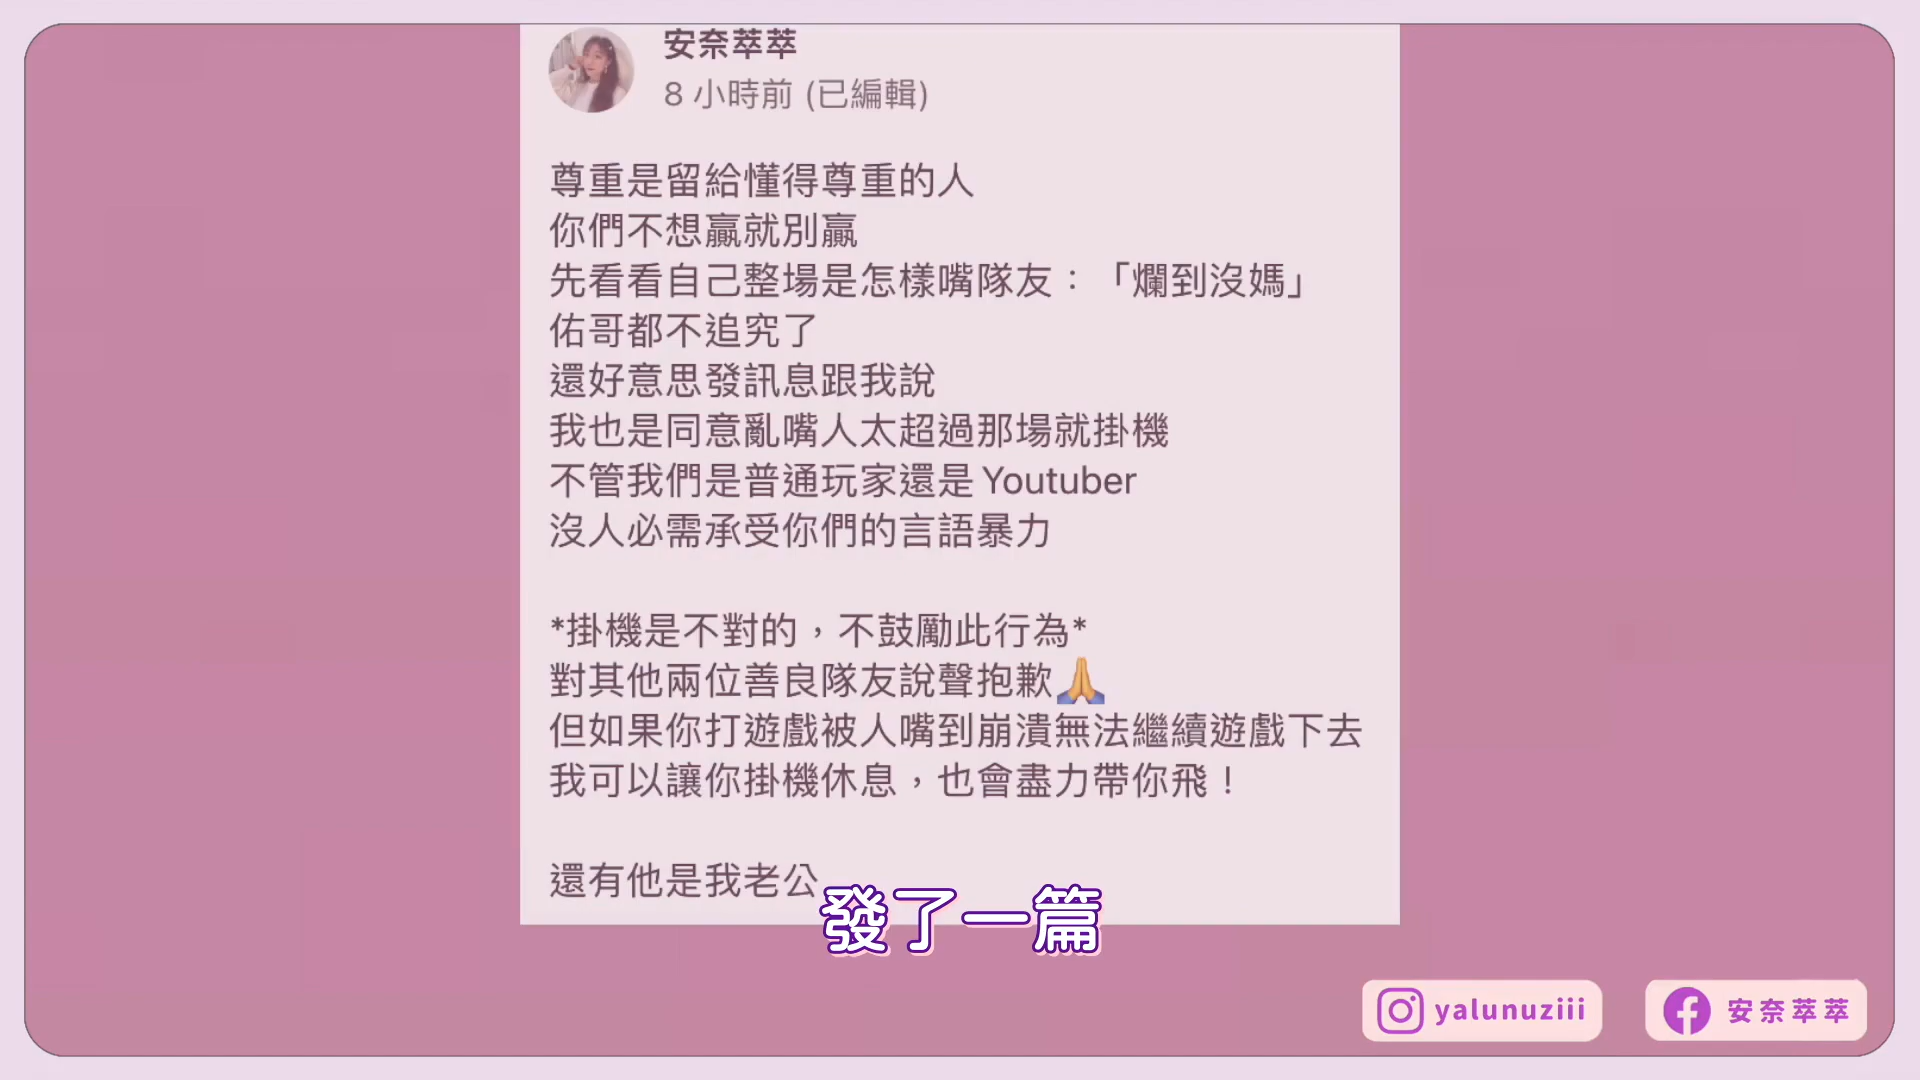 安奈萃萃
8 小時前 (已編輯)
尊重是留給懂得尊重的人
你們不想贏就別贏
先看看自己整場是怎樣嘴隊友：「爛到沒媽」
佑哥都不追究了
還好意思發訊息跟我說
我也是同意亂嘴人太超過那場就掛機
不管我們是普通玩家還是 Youtuber
沒人必需承受你們的言語暴力
*掛機是不對的，不鼓勵此行為*
對其他兩位善良隊友說聲抱歉🙏
但如果你打遊戲被人嘴到崩潰無法繼續遊戲下去
我可以讓你掛機休息，也會盡力帶你飛！
還有他是我老公
發了一篇
yalunuziii
安奈萃萃